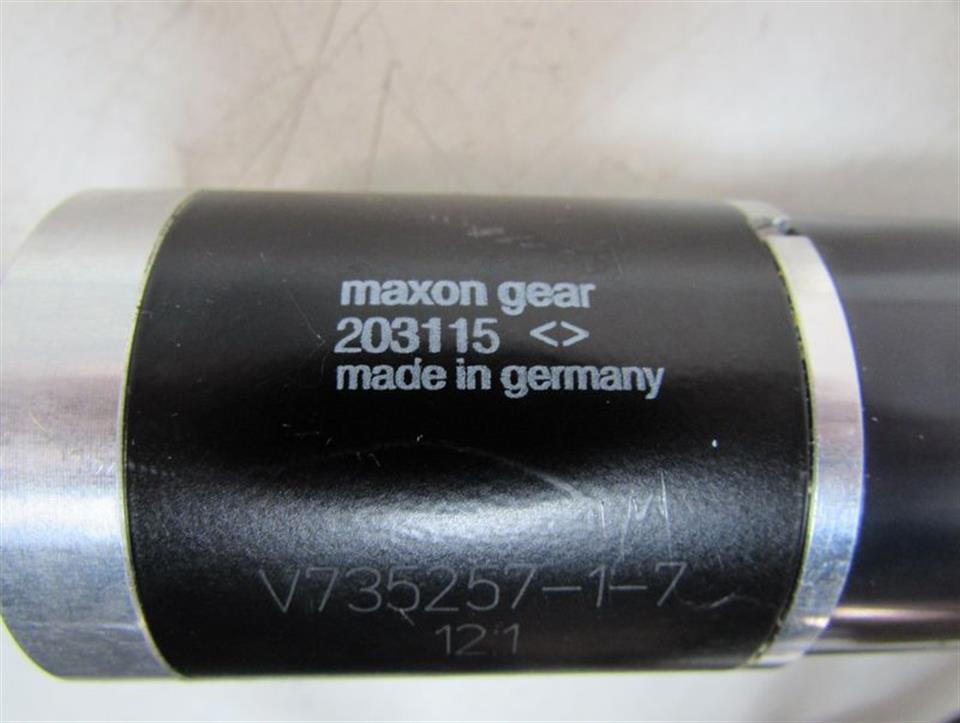 maxon gear
203115 <>
made in germany
V735257-1-7
12:1